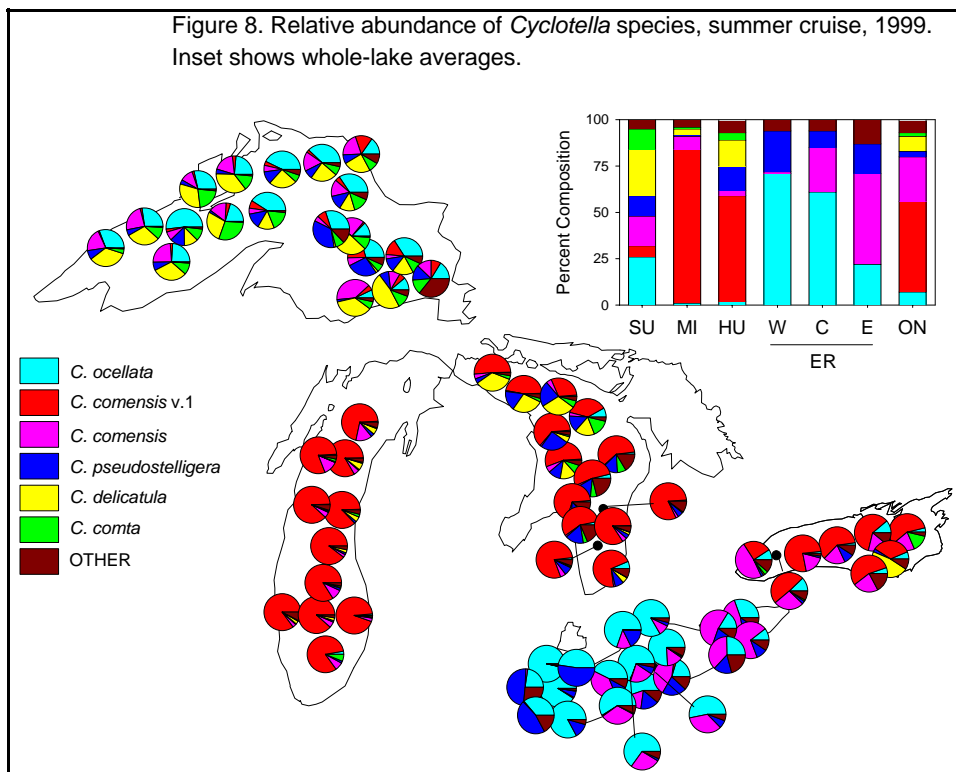 Figure 8. Relative abundance of Cyclotella species, summer cruise, 1999.
Inset shows whole-lake averages.
100
75
50
25
0
Percent Composition
SU MI HU W C E ON
ER
C. ocellata
C. comensis v.1
C. comensis
C. pseudostelligera
C. delicatula
C. comta
OTHER